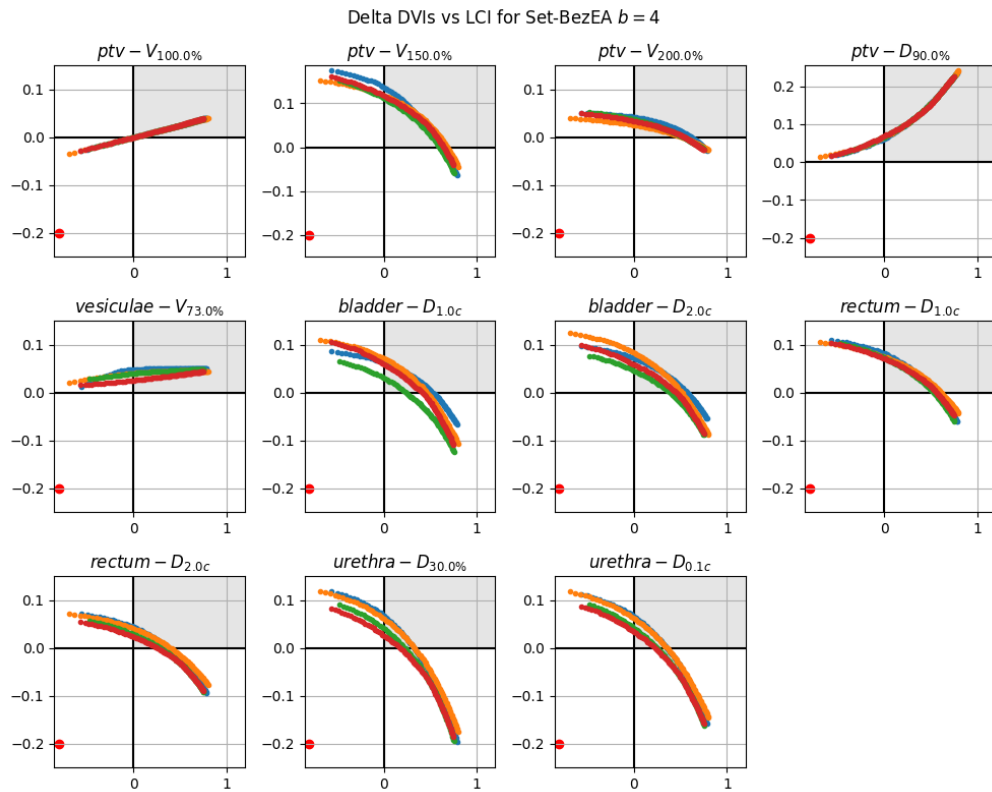 Delta DVIs vs LCI for Set-BezEA b = 4
ptv − V100.0% ptv − V150.0% ptv − V200.0% ptv − D90.0%
0.1 0.0 −0.1 −0.2 0 1
0.1 0.0 −0.1 −0.2 0 1
0.1 0.0 −0.1 −0.2 0 1
0.2 0.1 0.0 −0.1 −0.2 0 1
vesiculae − V73.0% bladder − D1.0c bladder − D2.0c rectum − D1.0c
0.1 0.0 −0.1 −0.2 0 1
0.1 0.0 −0.1 −0.2 0 1
0.1 0.0 −0.1 −0.2 0 1
0.1 0.0 −0.1 −0.2 0 1
rectum − D2.0c urethra − D30.0% urethra − D0.1c
0.1 0.0 −0.1 −0.2 0 1
0.1 0.0 −0.1 −0.2 0 1
0.1 0.0 −0.1 −0.2 0 1